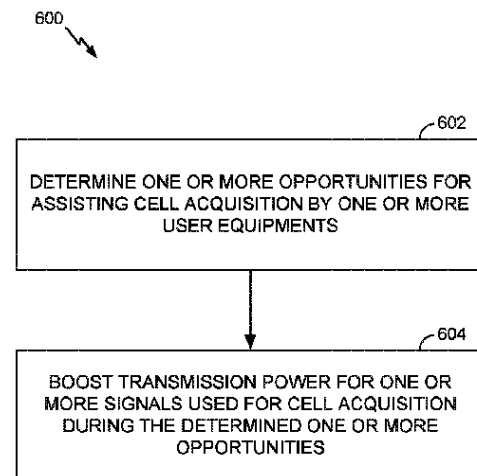 600
602
DETERMINE ONE OR MORE OPPORTUNITIES FOR
ASSISTING CELL ACQUISITION BY ONE OR MORE
USER EQUIPMENTS
604
BOOST TRANSMISSION POWER FOR ONE OR
MORE SIGNALS USED FOR CELL ACQUISITION
DURING THE DETERMINED ONE OR MORE
OPPORTUNITIES